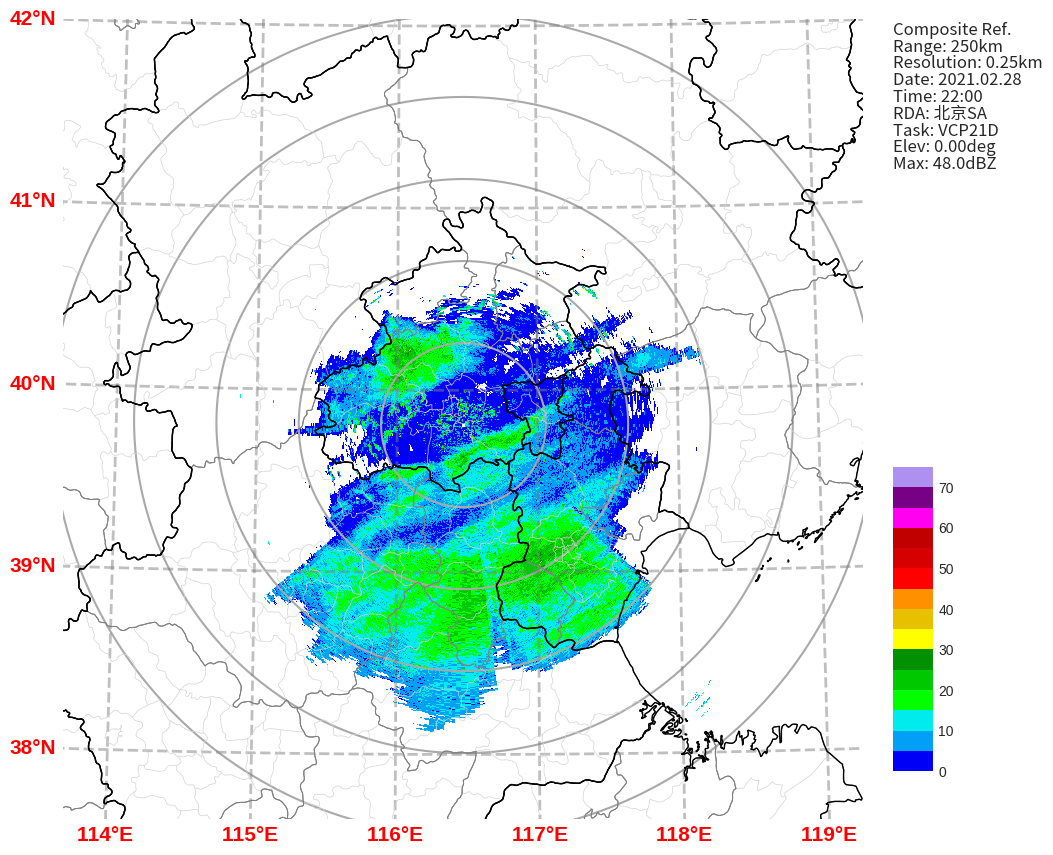 42°N
41°N
40°N
39°N
38°N
114°E 115°E 116°E 117°E 118°E 119°E
Composite Ref.
Range: 250km
Resolution: 0.25km
Date: 2021.02.28
Time: 22:00
RDA: 北京SA
Task: VCP21D
Elev: 0.00deg
Max: 48.0dBZ
70
60
50
40
30
20
10
0